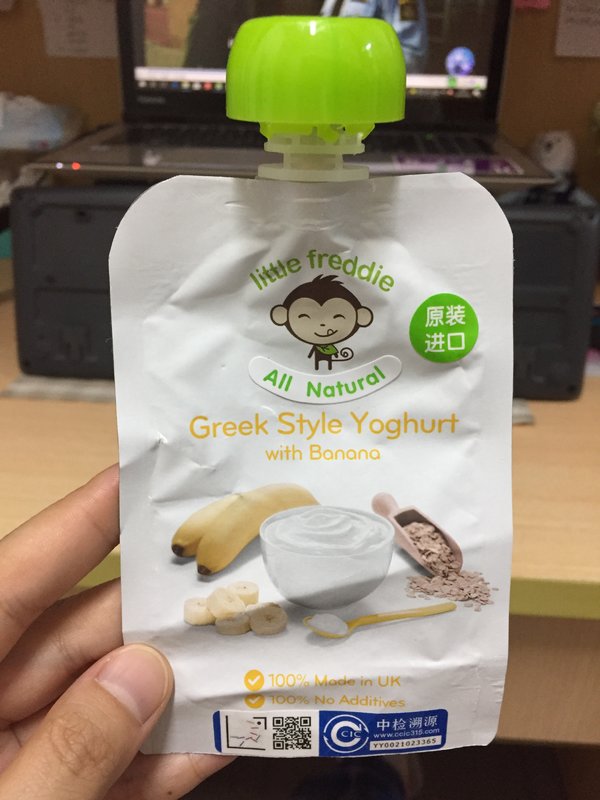 little freddie
原装
进口
All Natural
Greek Style Yoghurt
with Banana
100% Made in UK
100% No Additives
CIC
中检溯源
www.ccic315.com
YY0021023365